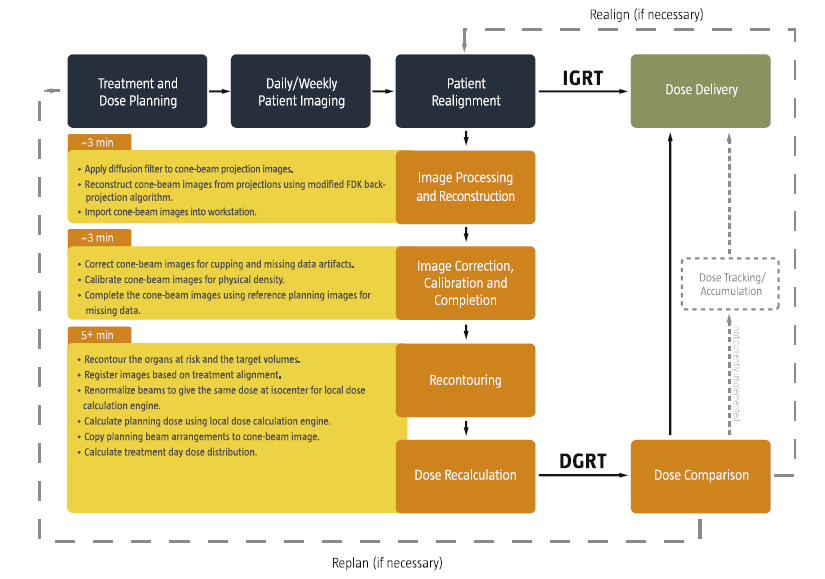 Realign (if necessary)
Treatment and
Dose Planning
Daily/Weekly
Patient Imaging
Patient
Realignment
IGRT
Dose Delivery
~3 min
• Apply diffusion filter to cone-beam projection images.
• Reconstruct cone-beam images from projections using modified FDK back-
projection algorithm.
• Import cone-beam images into workstation.
Image Processing
and Reconstruction
~3 min
• Correct cone-beam images for cupping and missing data artifacts.
• Calibrate cone-beam images for physical density.
• Complete the cone-beam images using reference planning images for
missing data.
Image Correction,
Calibration and
Completion
Dose Tracking/
Accumulation
not currently implemented
5+ min
• Recontour the organs at risk and the target volumes.
• Register images based on treatment alignment.
• Renormalize beams to give the same dose at isocenter for local dose
calculation engine.
• Calculate planning dose using local dose calculation engine.
• Copy planning beam arrangements to cone-beam image.
• Calculate treatment day dose distribution.
Recontouring
Dose Recalculation
DGRT
Dose Comparison
Replan (if necessary)